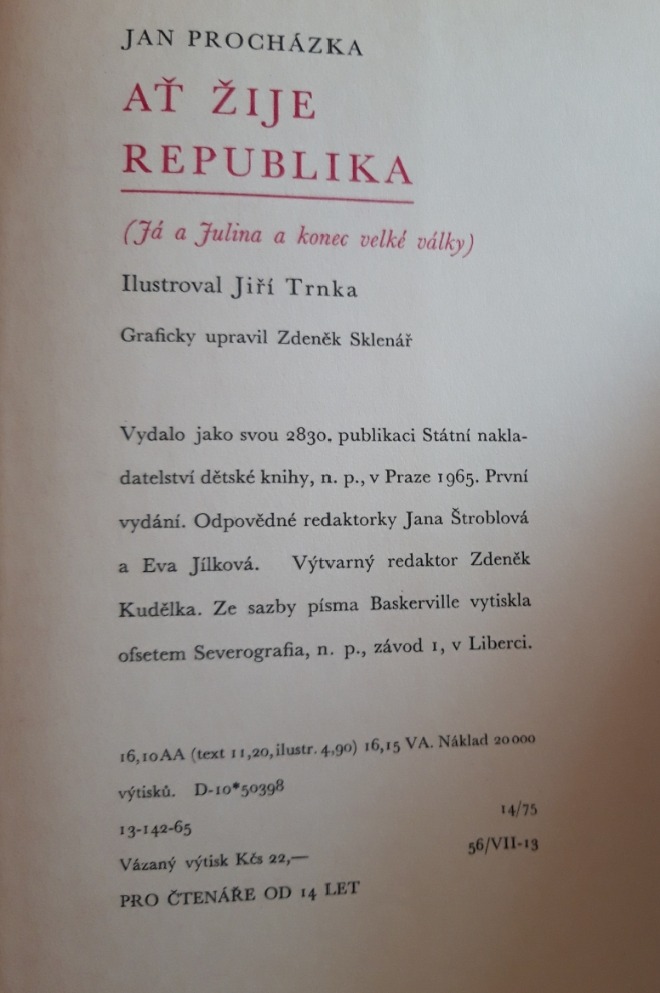 JAN PROCHÁZKA
AŤ ŽIJE
REPUBLIKA
(Já a Julina a konec velké války)
Ilustroval Jiří Trnka
Graficky upravil Zdeněk Sklenář
Vydalo jako svou 2830. publikaci Státní nakla-
datelství dětské knihy, n. p., v Praze 1965. První
vydání. Odpovědné redaktorky Jana Štroblová
a Eva Jílková. Výtvarný redaktor Zdeněk
Kudělka. Ze sazby písma Baskerville vytiskla
ofsetem Severografia, n. p., závod 1, v Liberci.
16,10AA (text 11,20, ilustr. 4,90) 16,15 VA. Náklad 20000
výtisků. D-10*50398
13-142-65 14/75
Vázaný výtisk Kčs 22,— 56/VII-13
PRO ČTENÁŘE OD 14 LET